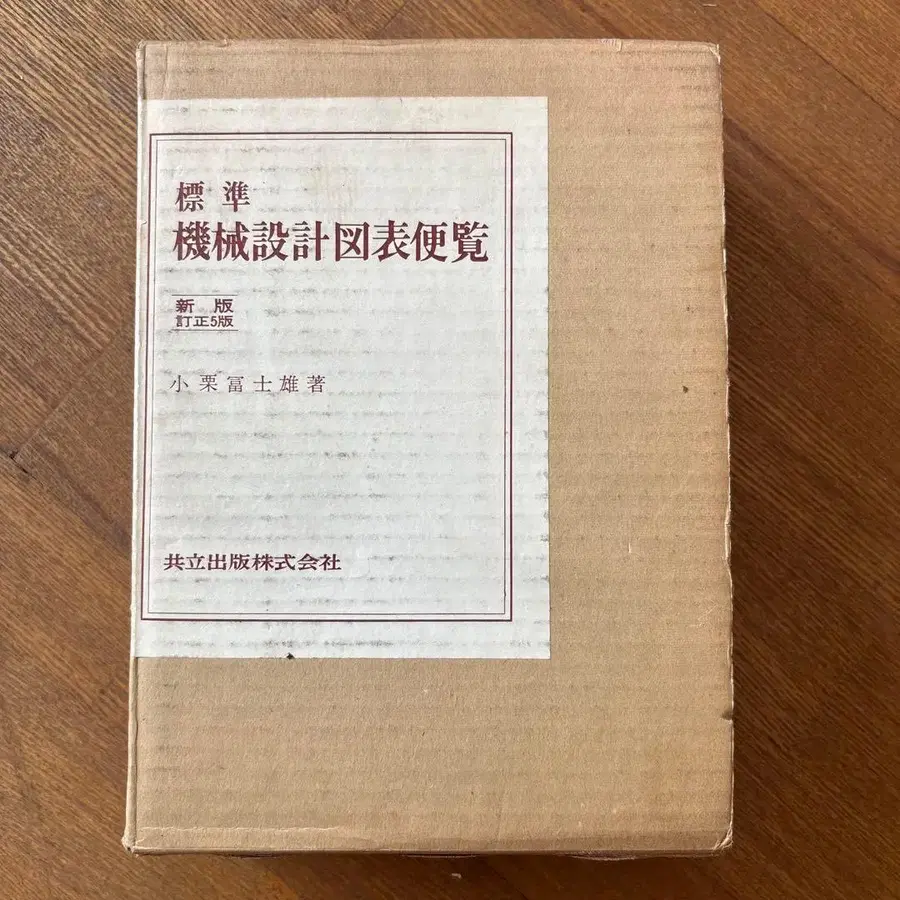 標準
機械設計図表便覧
新版
訂正5版
小栗冨士雄著
共立出版株式会社